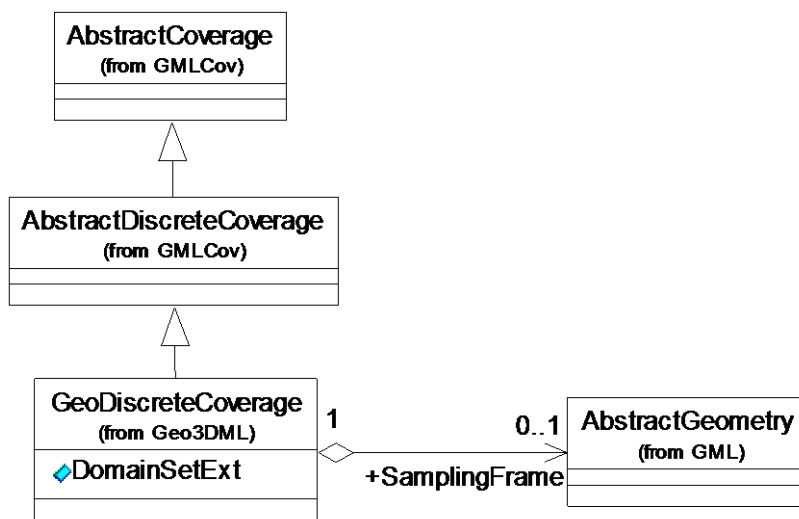 AbstractCoverage
(from GMLCov)
AbstractDiscreteCoverage
(from GMLCov)
GeoDiscreteCoverage
(from Geo3DML)
DomainSetExt
1
0..1
+SamplingFrame
AbstractGeometry
(from GML)